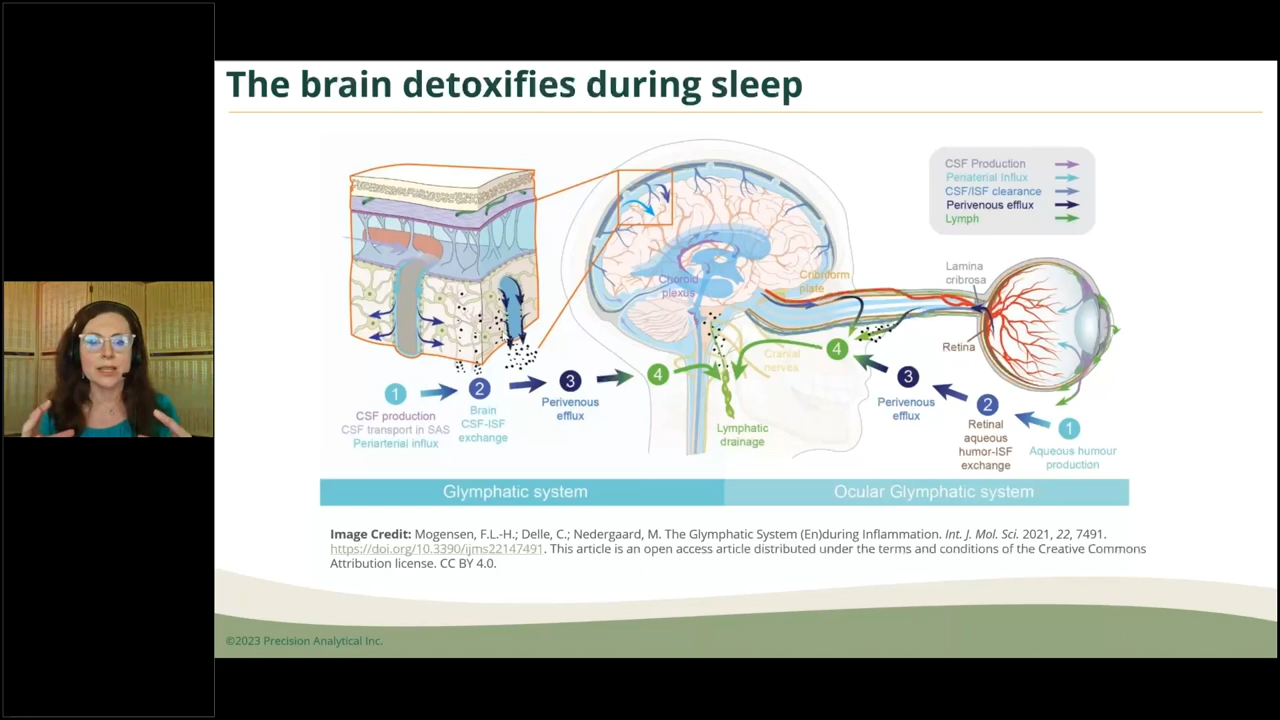 The brain detoxifies during sleep
CSF Production
Periaterial Influx
CSF/ISF clearance
Perivenous efflux
Lymph
Choroid
plexus
Cribriform
plate
Lamina
cribrosa
Retina
Cranial
nerves
1
CSF production
CSF transport in SAS
Periarterial influx
2
Brain
CSF-ISF
exchange
3
Perivenous
efflux
4
Lymphatic
drainage
4
3
Perivenous
efflux
2
Retinal
aqueous
humor-ISF
exchange
1
Aqueous humour
production
Glymphatic system
Ocular Glymphatic system
Image Credit: Mogensen, F.L.-H.; Delle, C.; Nedergaard, M. The Glymphatic System (En)during Inflammation. Int. J. Mol. Sci. 2021, 22, 7491.
https://doi.org/10.3390/ijms22147491. This article is an open access article distributed under the terms and conditions of the Creative Commons
Attribution license. CC BY 4.0.
©2023 Precision Analytical Inc.